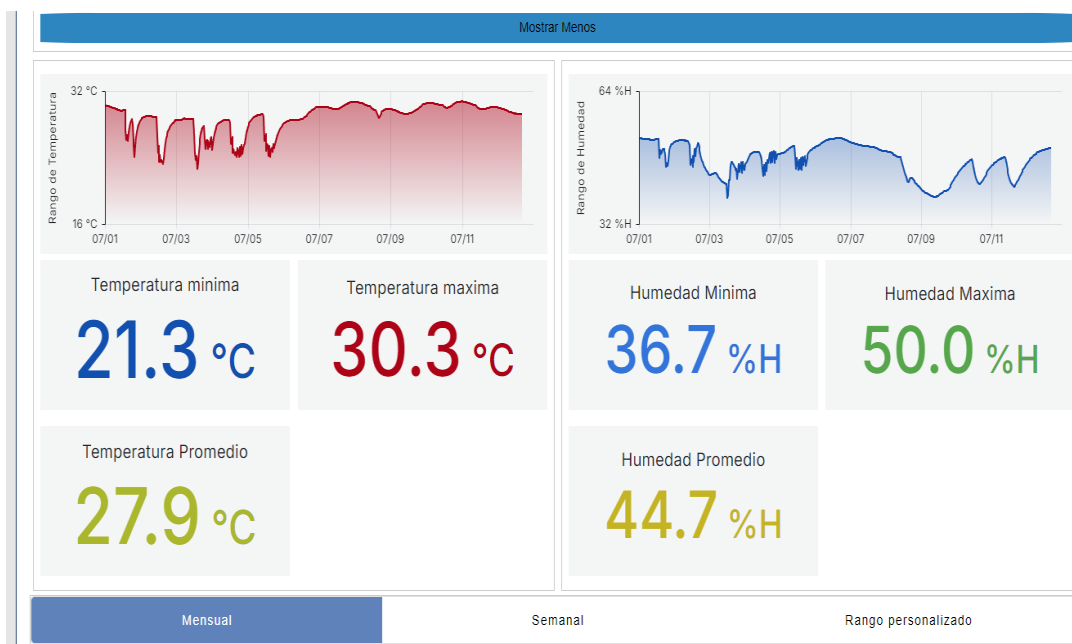 Mostrar Menos
Rango de Temperatura
32 °C
16 °C
07/01 07/03 07/05 07/07 07/09 07/11
Rango de Humedad
64 %H
32 %H
07/01 07/03 07/05 07/07 07/09 07/11
Temperatura minima
21.3 °C
Temperatura maxima
30.3 °C
Humedad Minima
36.7 %H
Humedad Maxima
50.0 %H
Temperatura Promedio
27.9 °C
Humedad Promedio
44.7 %H
Mensual
Semanal
Rango personalizado